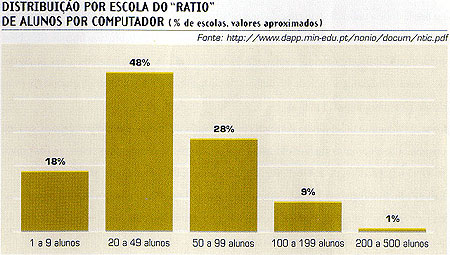 DISTRIBUIÇÃO POR ESCOLA DO "RATIO"
DE ALUNOS POR COMPUTADOR (% de escolas, valores aproximados)
Fonte: http://www.dapp.min-edu.pt/nonio/docum/ntic.pdf
48%
28%
18%
9%
1%
1 a 9 alunos 20 a 49 alunos 50 a 99 alunos 100 a 199 alunos 200 a 500 alunos